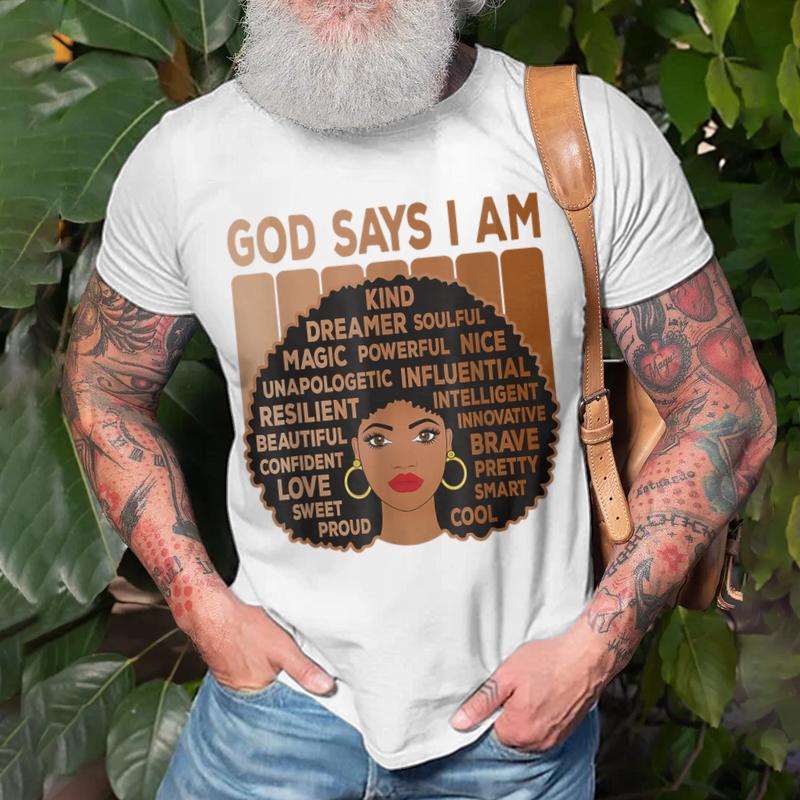 GOD SAYS I AM
KIND
DREAMER SOULFUL
MAGIC POWERFUL NICE
UNAPOLOGETIC INFLUENTIAL
RESILIENT INTELLIGENT
INNOVATIVE
BEAUTIFUL BRAVE
CONFIDENT PRETTY
LOVE SMART
SWEET COOL
PROUD
Estuardo